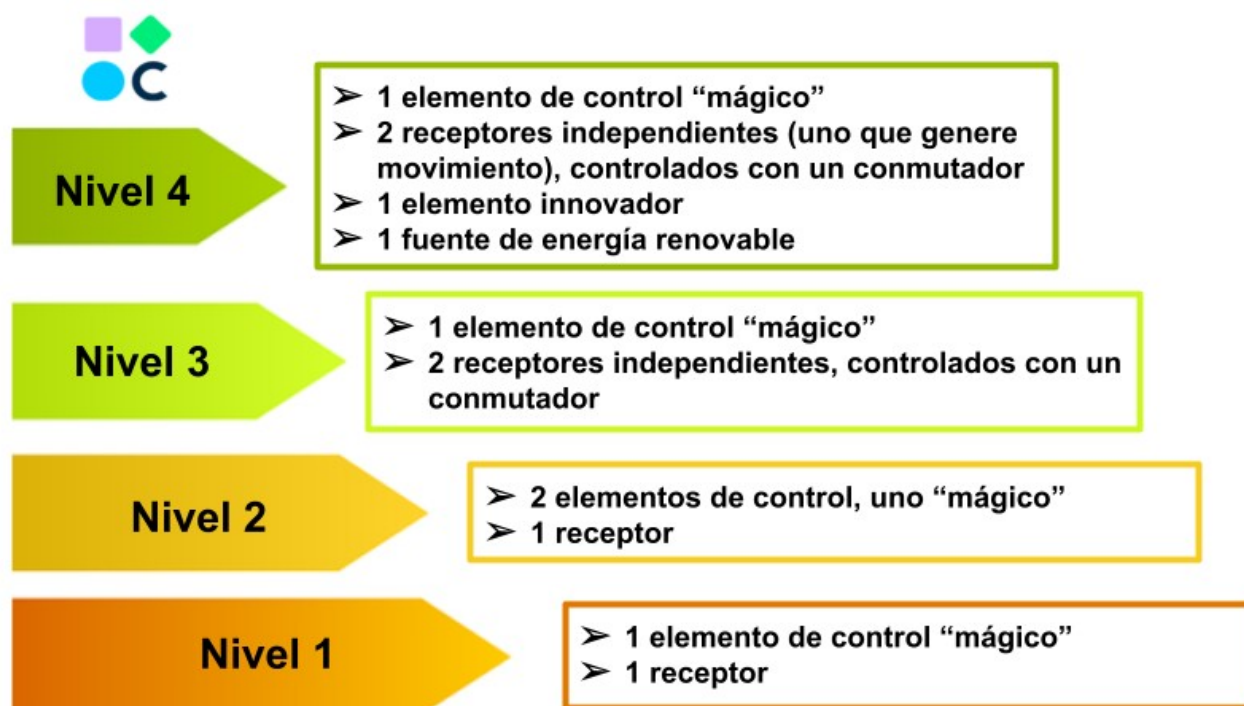 C
Nivel 4
➢ 1 elemento de control “mágico”
➢ 2 receptores independientes (uno que genere
movimiento), controlados con un conmutador
➢ 1 elemento innovador
➢ 1 fuente de energía renovable
Nivel 3
➢ 1 elemento de control “mágico”
➢ 2 receptores independientes, controlados con un
conmutador
Nivel 2
➢ 2 elementos de control, uno “mágico”
➢ 1 receptor
Nivel 1
➢ 1 elemento de control “mágico”
➢ 1 receptor